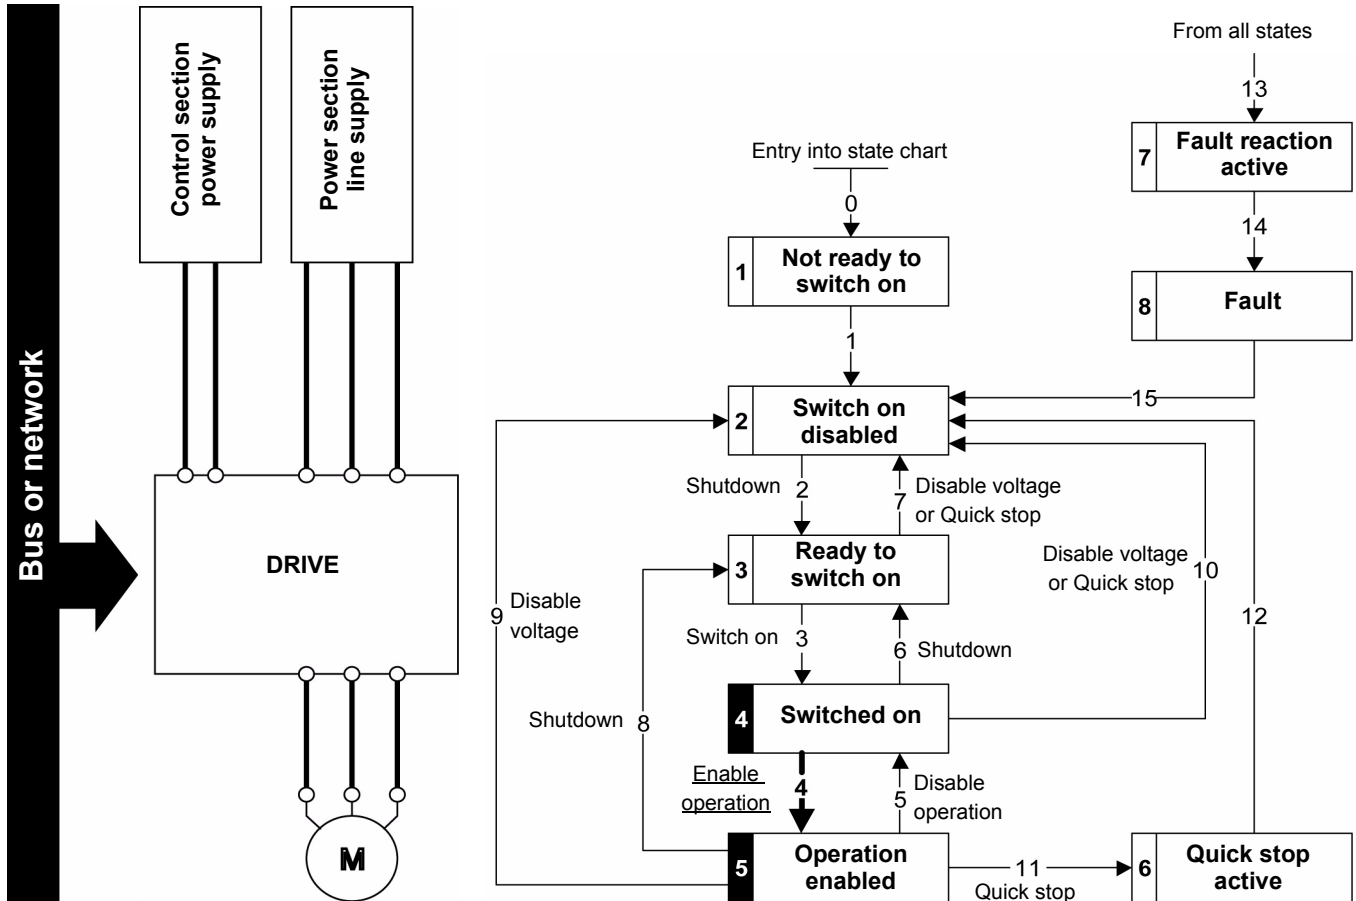 Bus or network
Control section
power supply
Power section
line supply
DRIVE
M
From all states
13
7
Fault reaction
active
14
8
Fault
15
Entry into state chart
0
1
Not ready to
switch on
1
2
Switch on
disabled
Shutdown
2
7
Disable voltage
or Quick stop
3
Ready to
switch on
Disable voltage
or Quick stop
10
12
9
Disable
voltage
Switch on
3
6
Shutdown
4
Switched on
Shutdown
8
Enable
operation
4
5
Disable
operation
5
Operation
enabled
11
Quick stop
6
Quick stop
active